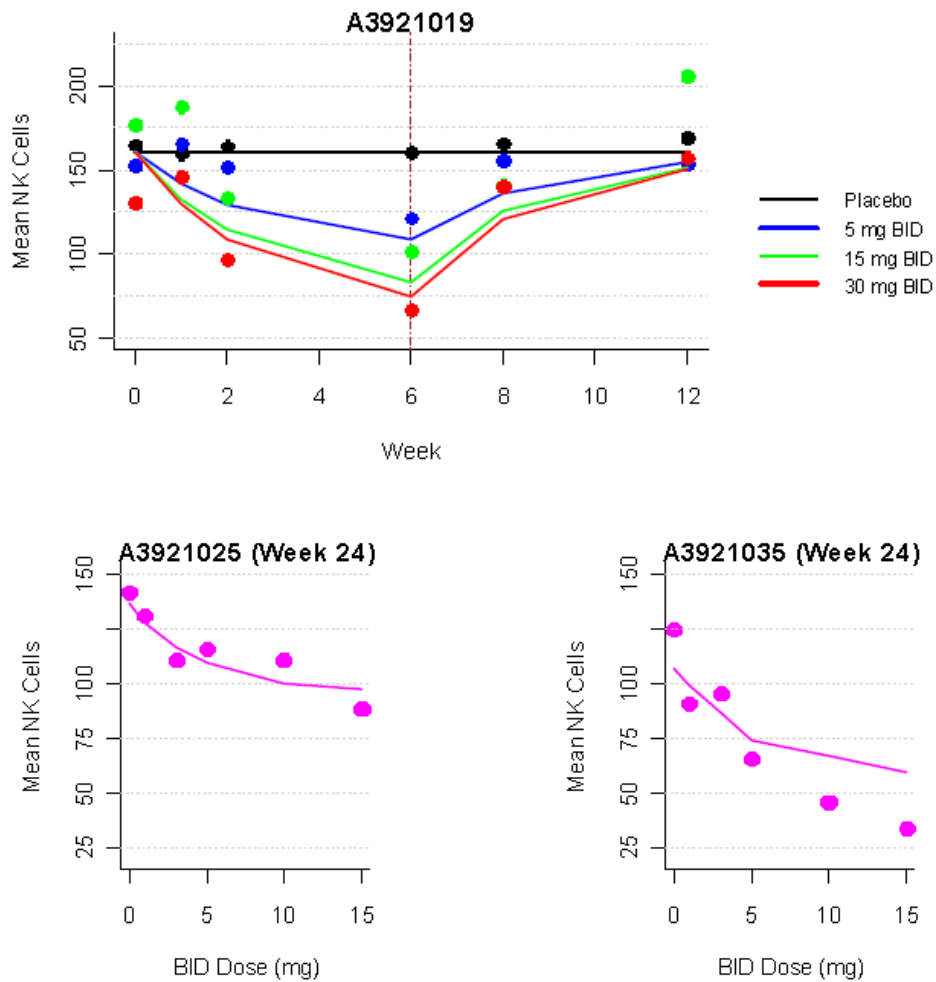 A3921019
Mean NK Cells
200
150
100
50
0 2 4 6 8 10 12
Week
Placebo
5 mg BID
15 mg BID
30 mg BID
A3921025 (Week 24)
Mean NK Cells
150
100
75
50
25
0 5 10 15
BID Dose (mg)
A3921035 (Week 24)
Mean NK Cells
150
100
75
50
25
0 5 10 15
BID Dose (mg)